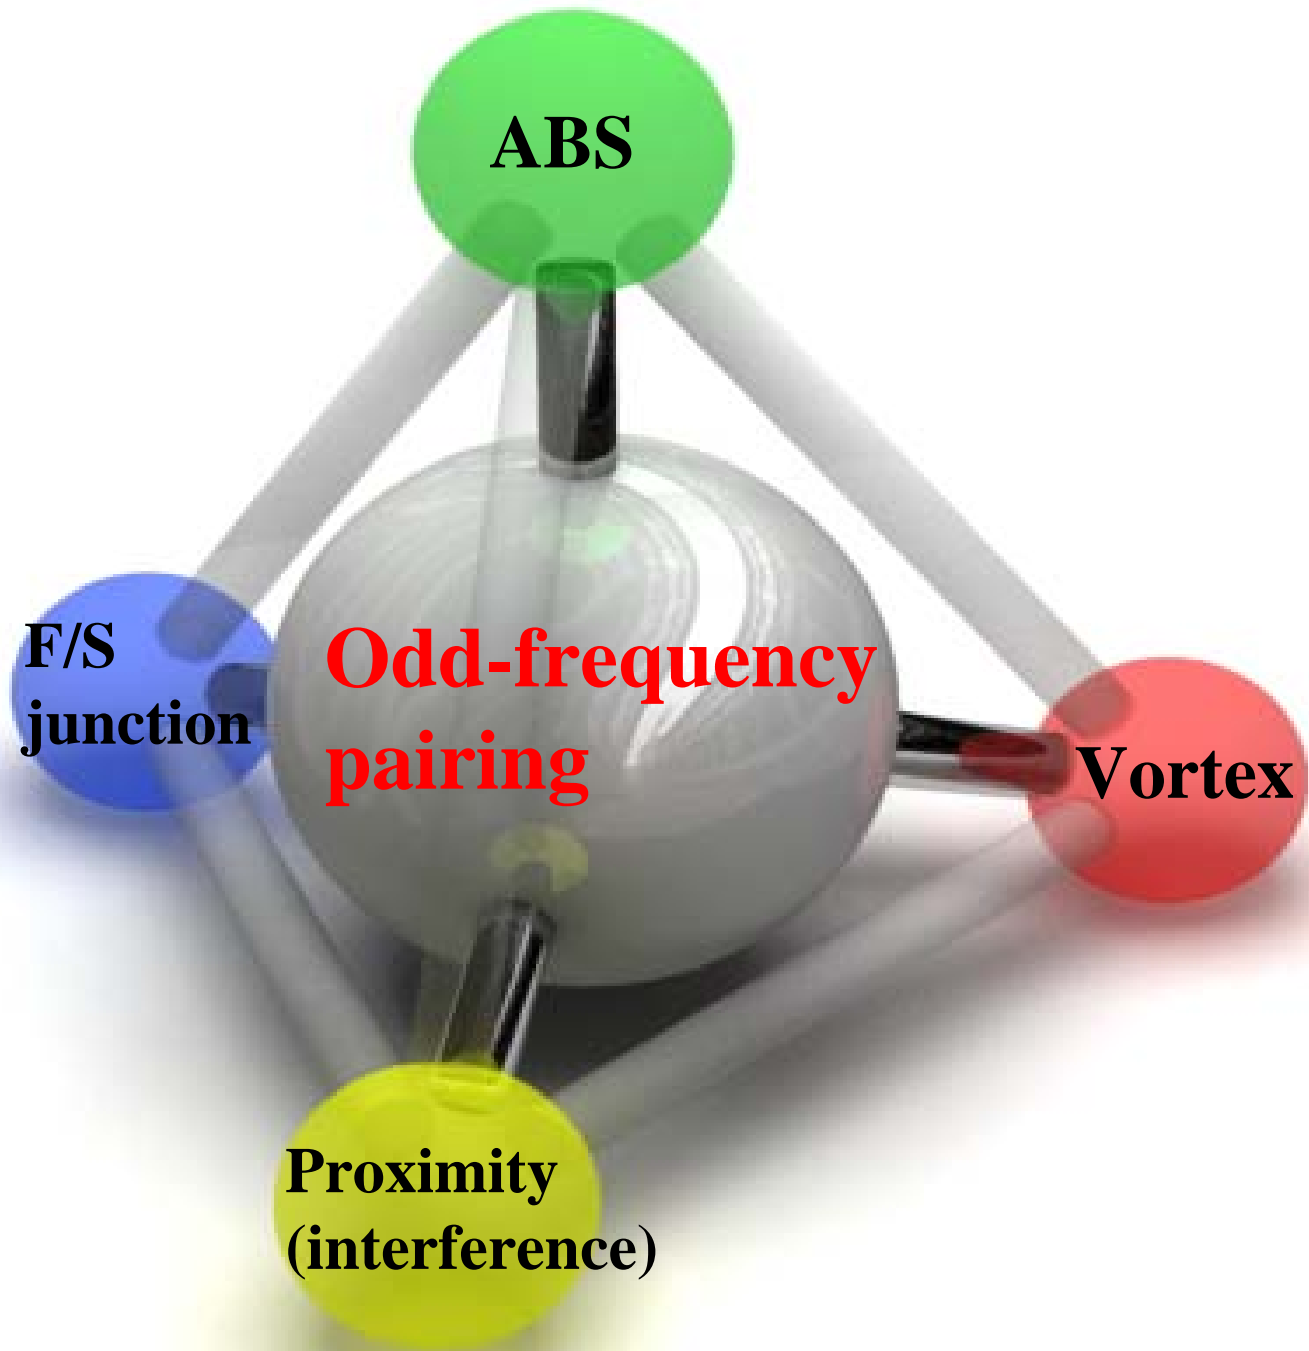 ABS
F/S
junction
Odd-frequency
pairing
Vortex
Proximity
(interference)